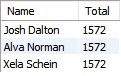 Name Total
Josh Dalton 1572
Alva Norman 1572
Xela Schein 1572